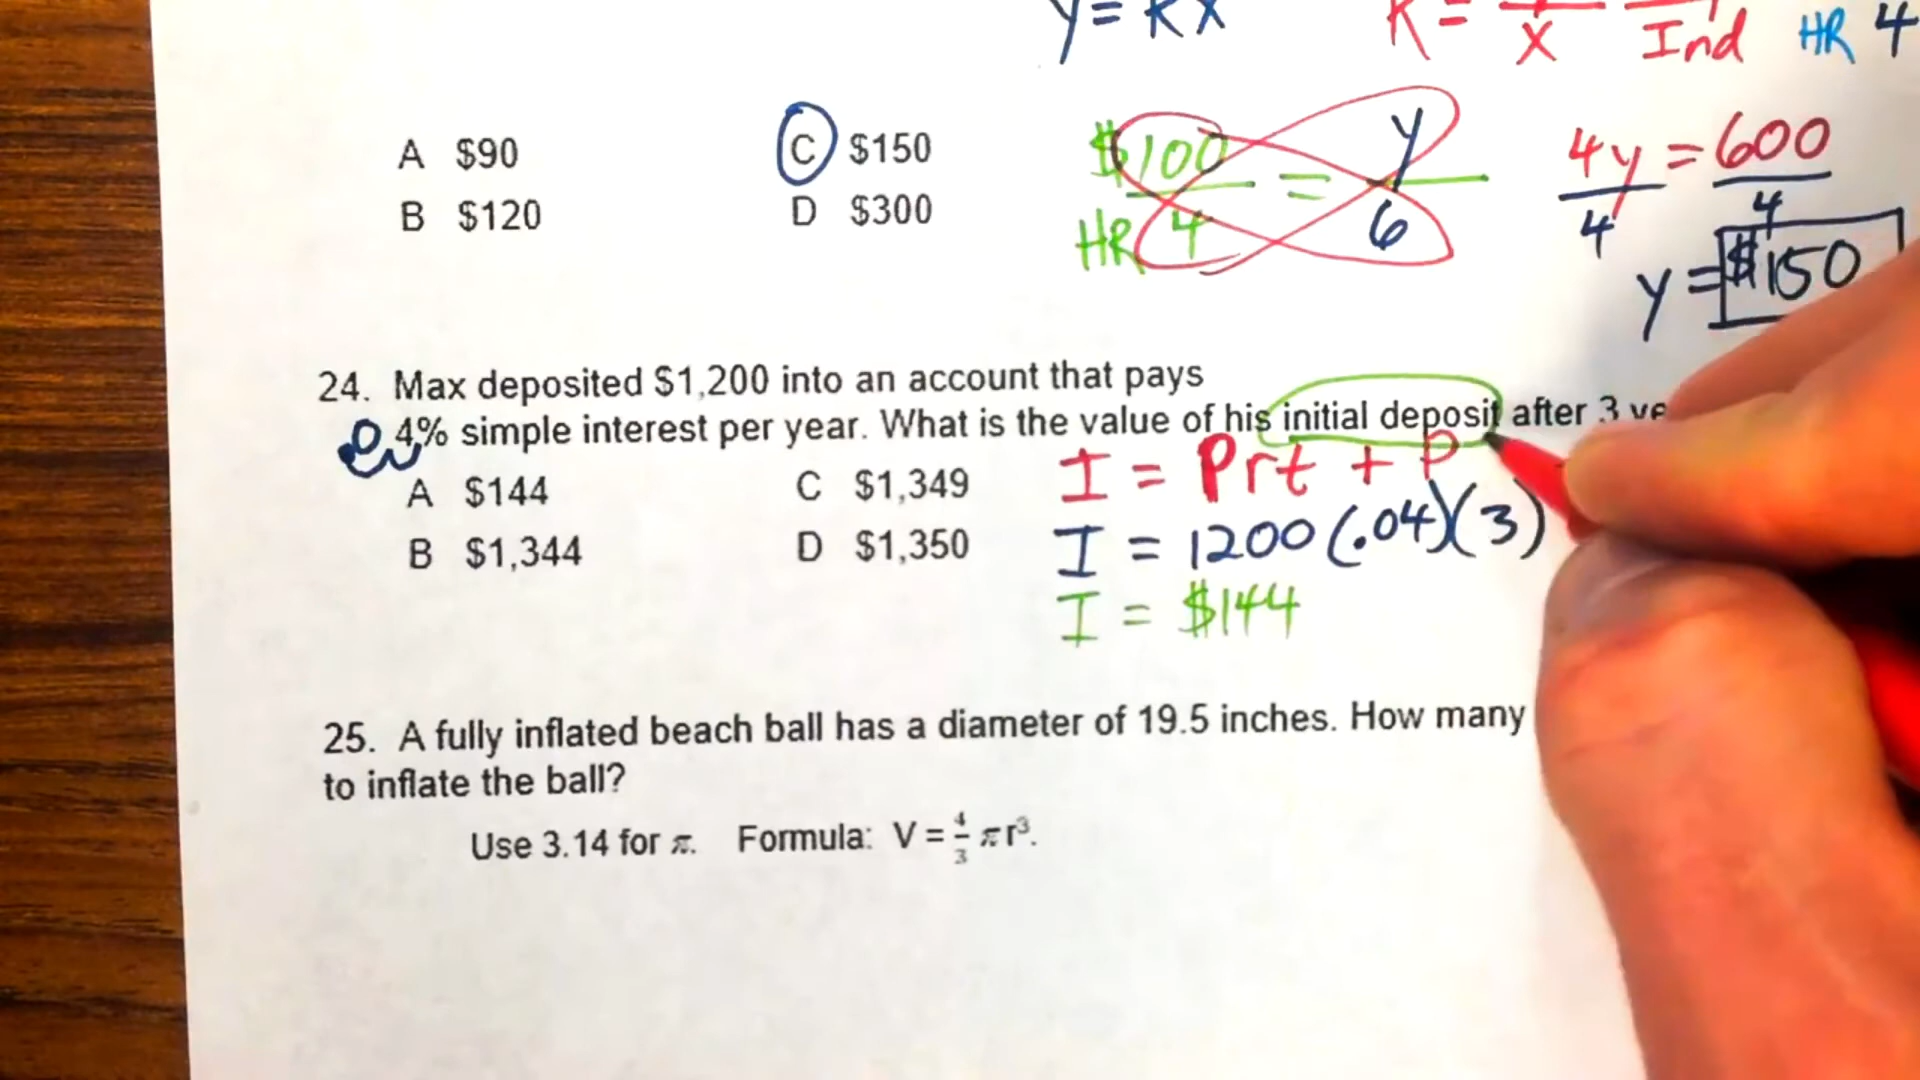 y = kx
K = x Ind HR 4
A $90
C $150
B $120
D $300
$100 = y
HR 4 6
4y = 600
4 4
y = $150
24. Max deposited $1,200 into an account that pays
4% simple interest per year. What is the value of his initial deposit after 3
A $144
C $1,349
B $1,344
D $1,350
I = Prt + P
I = 1200 (.04)(3)
I = $144
25. A fully inflated beach ball has a diameter of 19.5 inches. How many
to inflate the ball?
Use 3.14 for π. Formula: V = 4/3 πr³.